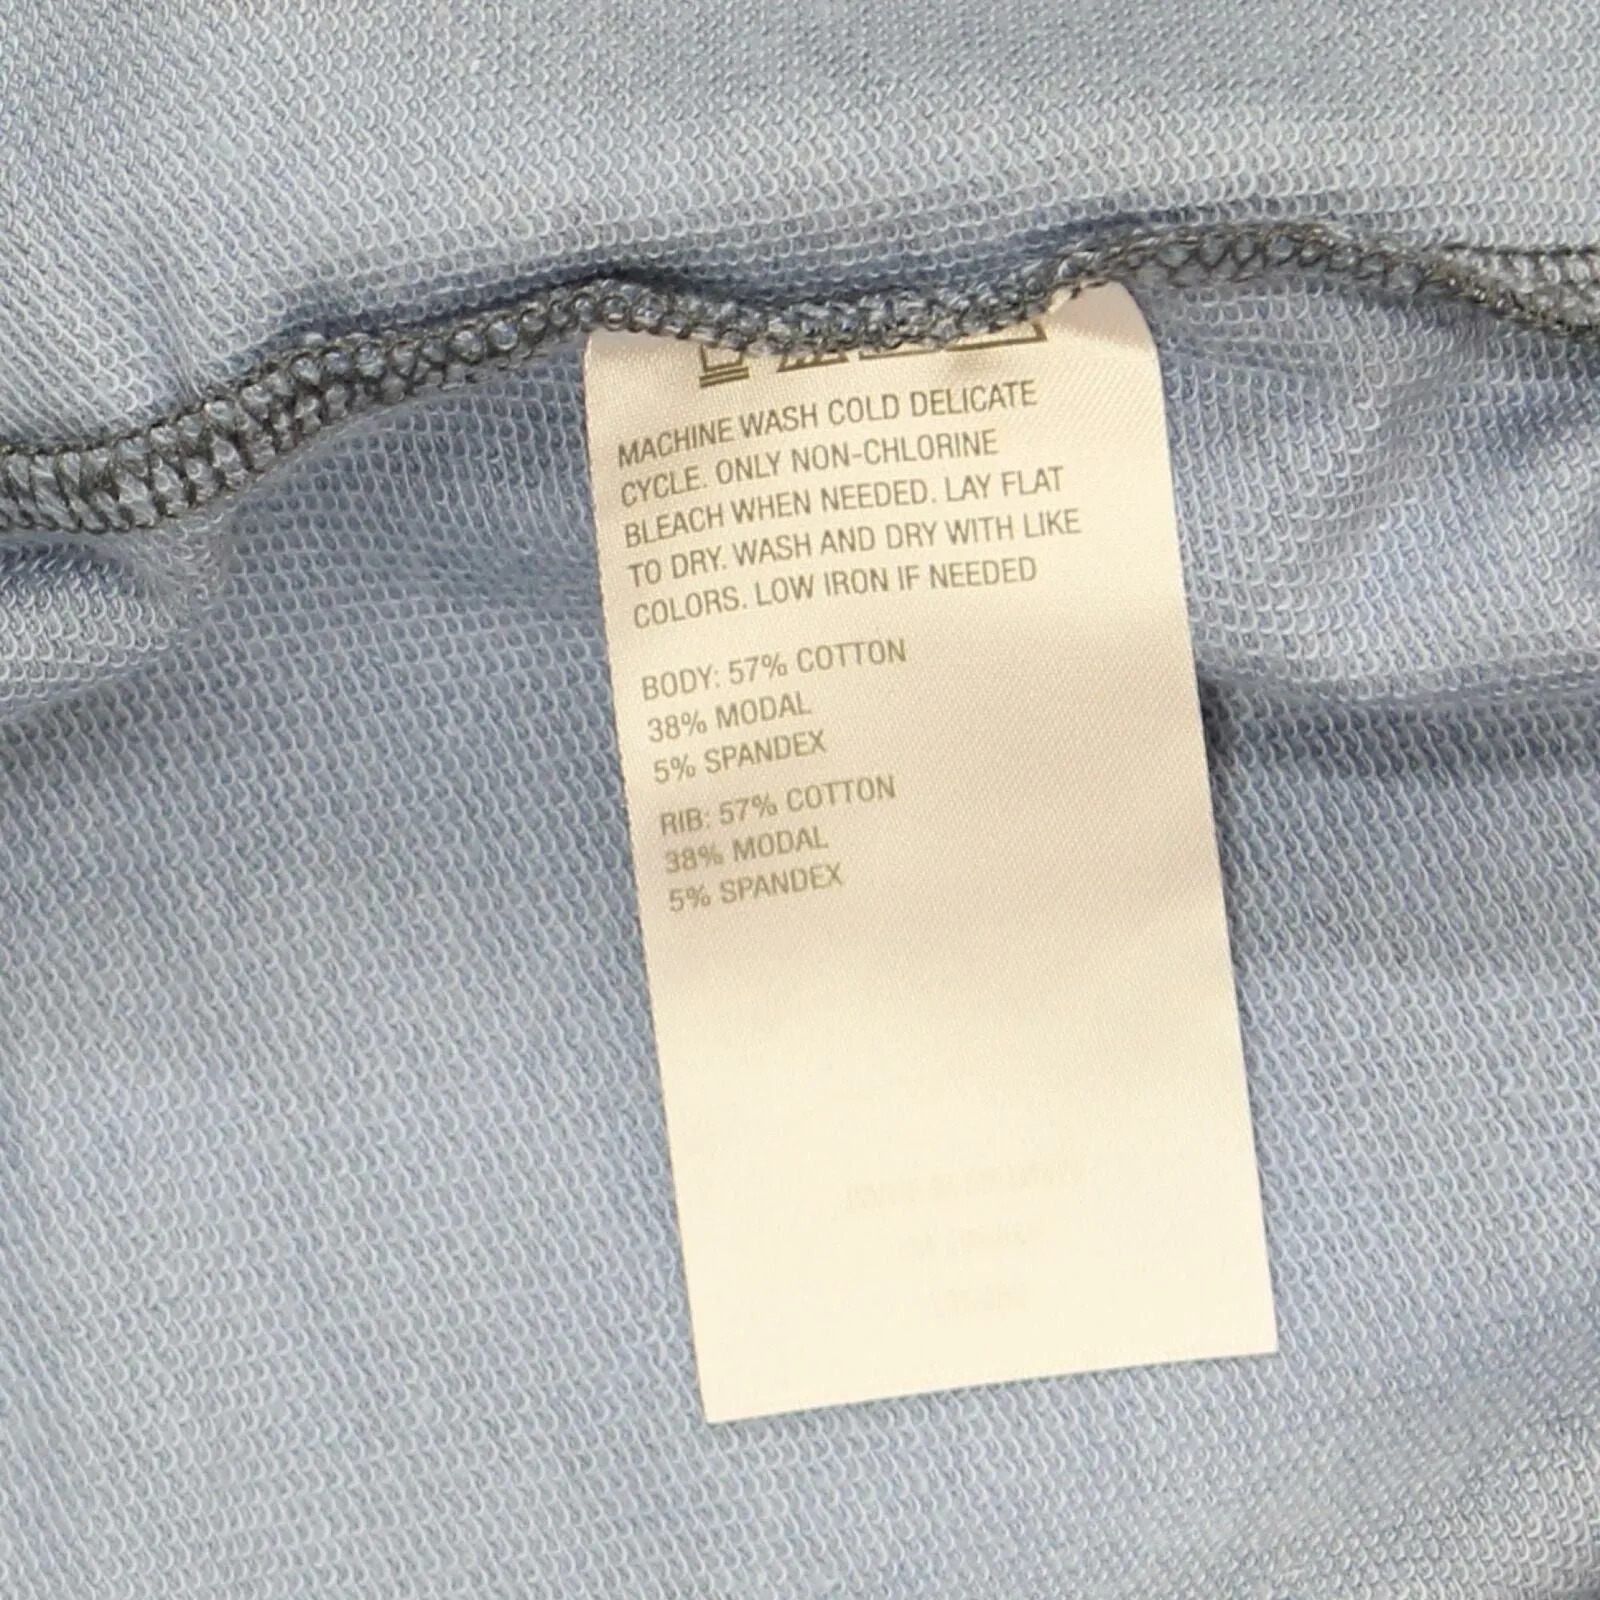 MACHINE WASH COLD DELICATE
CYCLE. ONLY NON-CHLORINE
BLEACH WHEN NEEDED. LAY FLAT
TO DRY. WASH AND DRY WITH LIKE
COLORS. LOW IRON IF NEEDED
BODY: 57% COTTON
38% MODAL
5% SPANDEX
RIB: 57% COTTON
38% MODAL
5% SPANDEX